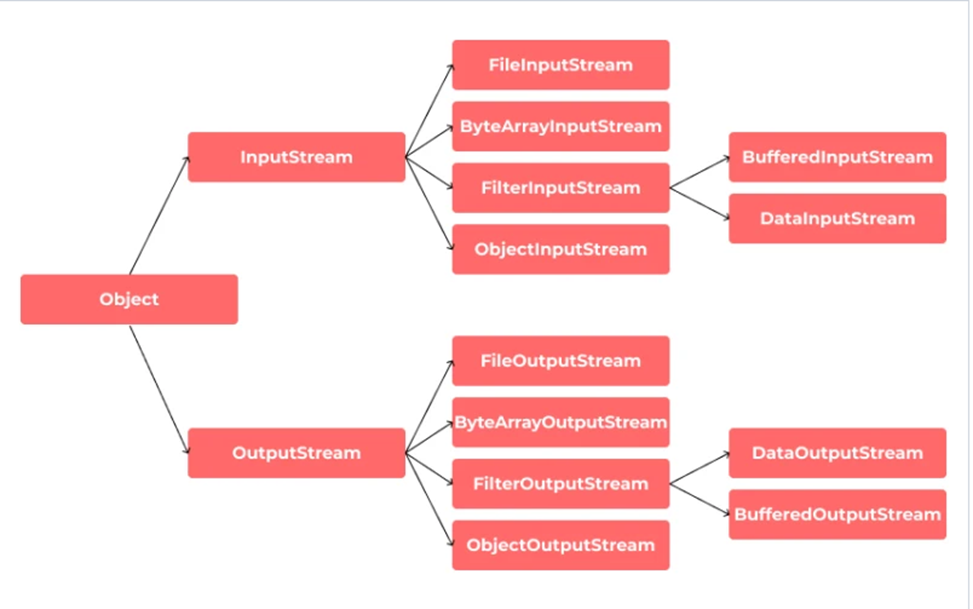 FileInputStream
ByteArrayInputStream
InputStream
BufferedInputStream
FilterInputStream
DataInputStream
ObjectInputStream
Object
FileOutputStream
ByteArrayOutputStream
OutputStream
DataOutputStream
FilterOutputStream
BufferedOutputStream
ObjectOutputStream